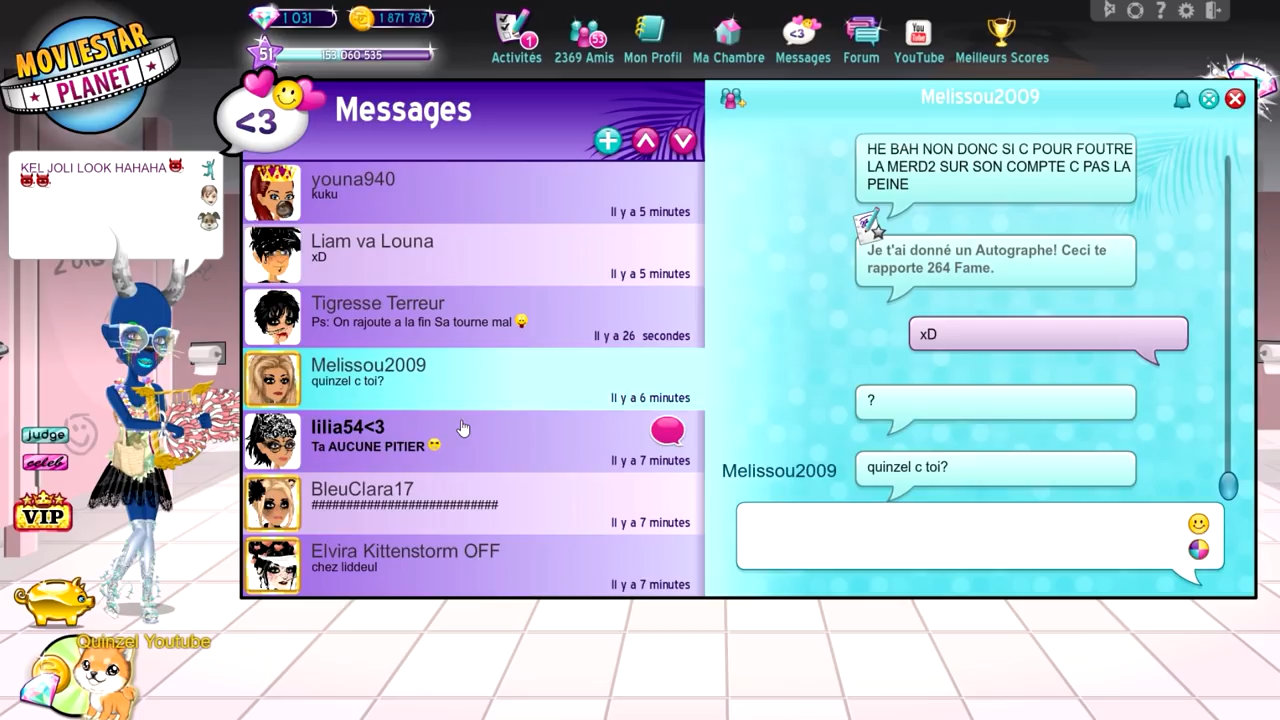 MOVIESTAR
PLANET
1 031
1 871 787
51
153 060 535
1
Activités
53
2369 Amis
Mon Profil
Ma Chambre
<3
Messages
Forum
You
Tube
YouTube
Meilleurs Scores
KEL JOLI LOOK HAHAHA
judge
celeb
VIP
Quinzel Youtube
<3
Messages
youna940
kuku
Il y a 5 minutes
Liam va Louna
xD
Il y a 5 minutes
Tigresse Terreur
Ps: On rajoute a la fin Sa tourne mal
Il y a 26 secondes
Melissou2009
quinzel c toi?
Il y a 6 minutes
lilia54<3
Ta AUCUNE PITIER
Il y a 7 minutes
BleuClara17
###########################
Il y a 7 minutes
Elvira Kittenstorm OFF
chez liddeul
Il y a 7 minutes
Melissou2009
HE BAH NON DONC SI C POUR FOUTRE
LA MERD2 SUR SON COMPTE C PAS LA
PEINE
Je t'ai donné un Autographe! Ceci te
rapporte 264 Fame.
xD
?
Melissou2009
quinzel c toi?